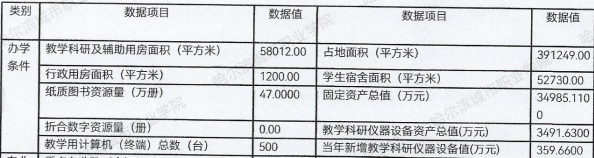 类别 数据项目 数据值 数据项目 数据值
办学条件 教学科研及辅助用房面积（平方米） 58012.00 占地面积（平方米） 391249.00
行政用房面积（平方米） 1200.00 学生宿舍面积（平方米） 52730.00
纸质图书资源量（万册） 47.0000 固定资产总值（万元） 34985.1100
折合数字资源量（册） 0.00 教学科研仪器设备资产总值(万元) 3491.6300
教学用计算机（终端）总数（台） 500 当年新增教学科研仪器设备值(万元) 359.6600